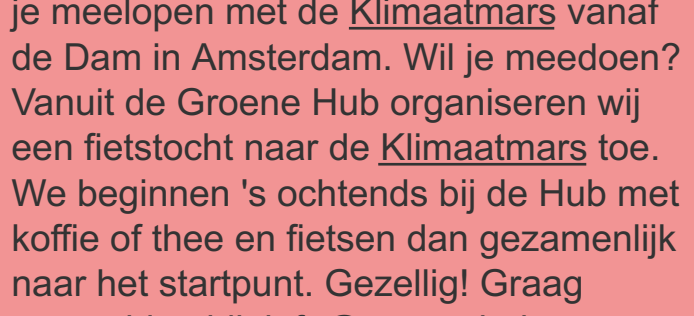 je meelopen met de Klimaatmars vanaf
de Dam in Amsterdam. Wil je meedoen?
Vanuit de Groene Hub organiseren wij
een fietstocht naar de Klimaatmars toe.
We beginnen 's ochtends bij de Hub met
koffie of thee en fietsen dan gezamenlijk
naar het startpunt. Gezellig! Graag